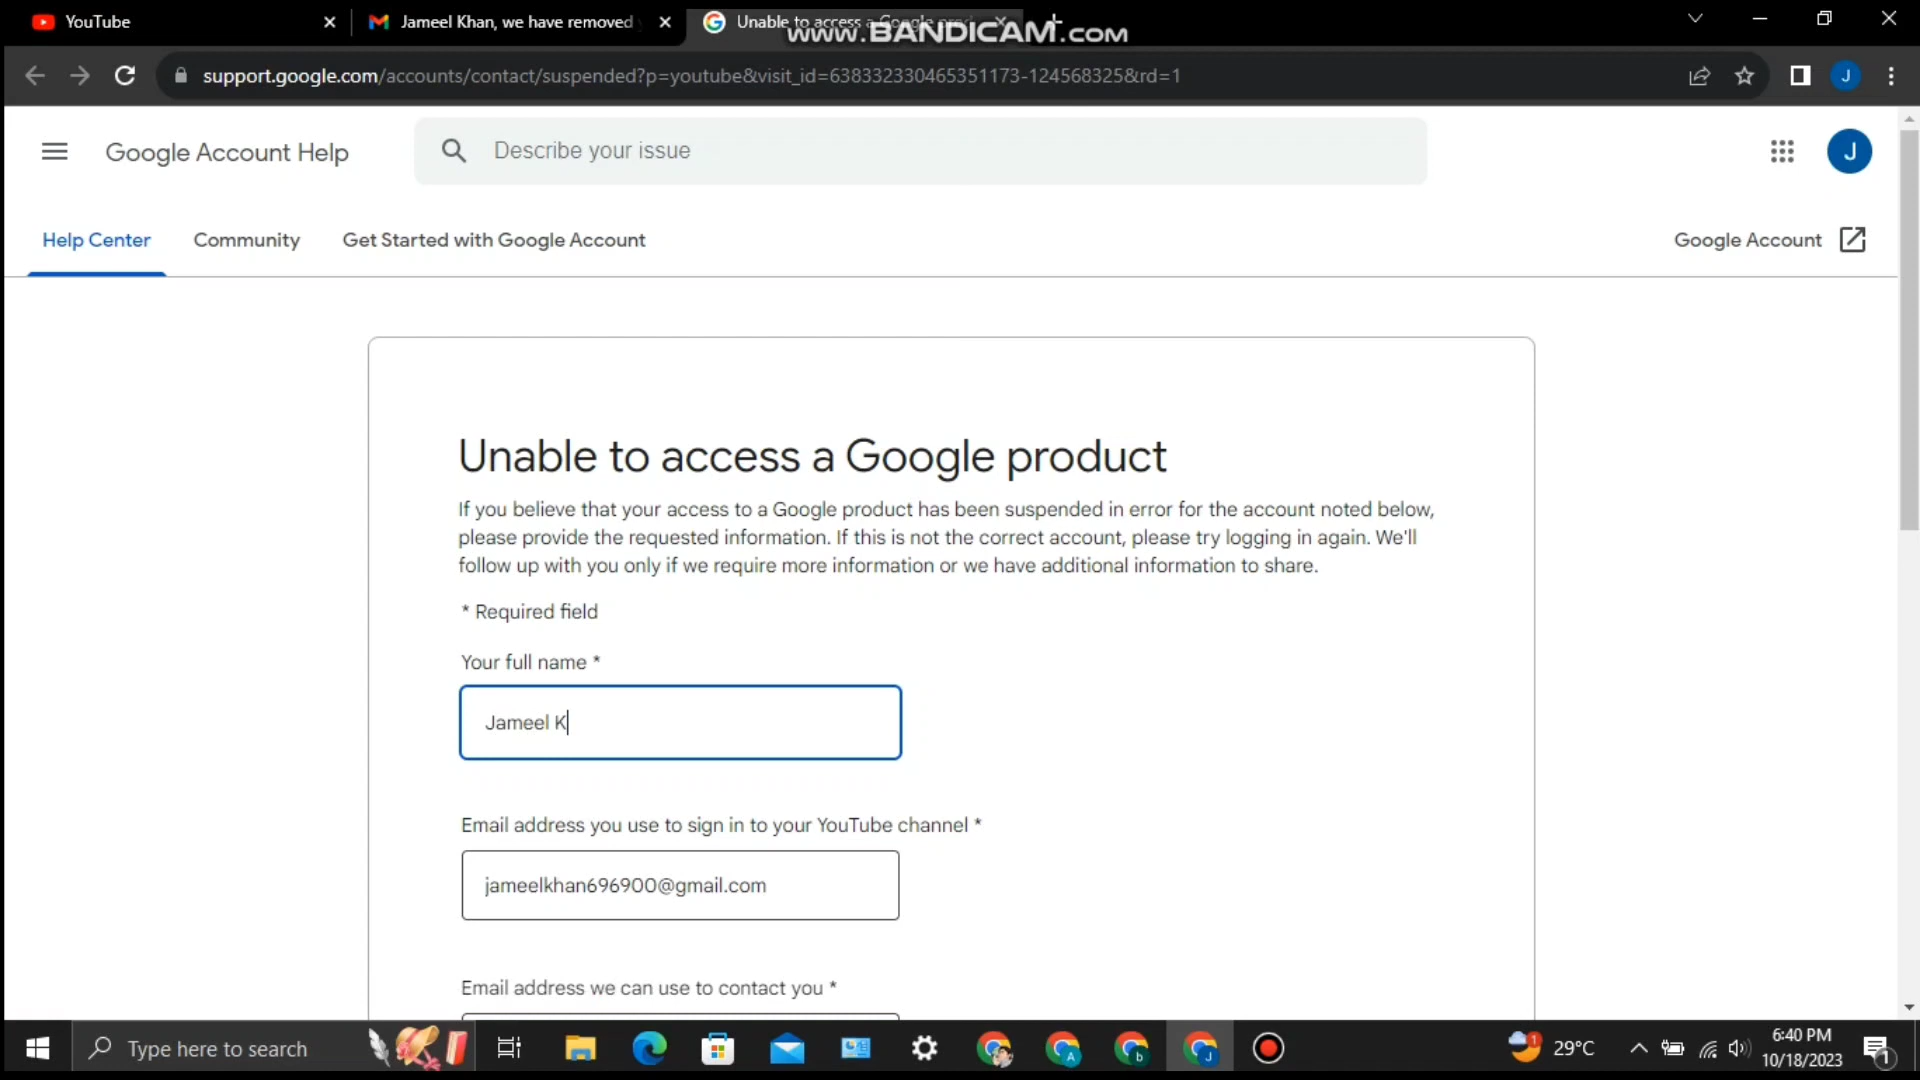 YouTube
Jameel Khan, we have removed
Unable to access a Google prod
www.BANDICAM.com
support.google.com/accounts/contact/suspended?p=youtube&visit_id=638332330465351173-124568325&rd=1
J
Google Account Help
Describe your issue
J
Help Center
Community
Get Started with Google Account
Google Account
Unable to access a Google product
If you believe that your access to a Google product has been suspended in error for the account noted below,
please provide the requested information. If this is not the correct account, please try logging in again. We'll
follow up with you only if we require more information or we have additional information to share.
* Required field
Your full name *
Jameel K
Email address you use to sign in to your YouTube channel *
jameelkhan696900@gmail.com
Email address we can use to contact you *
Type here to search
A
b
J
1
29°C
6:40 PM
10/18/2023
1